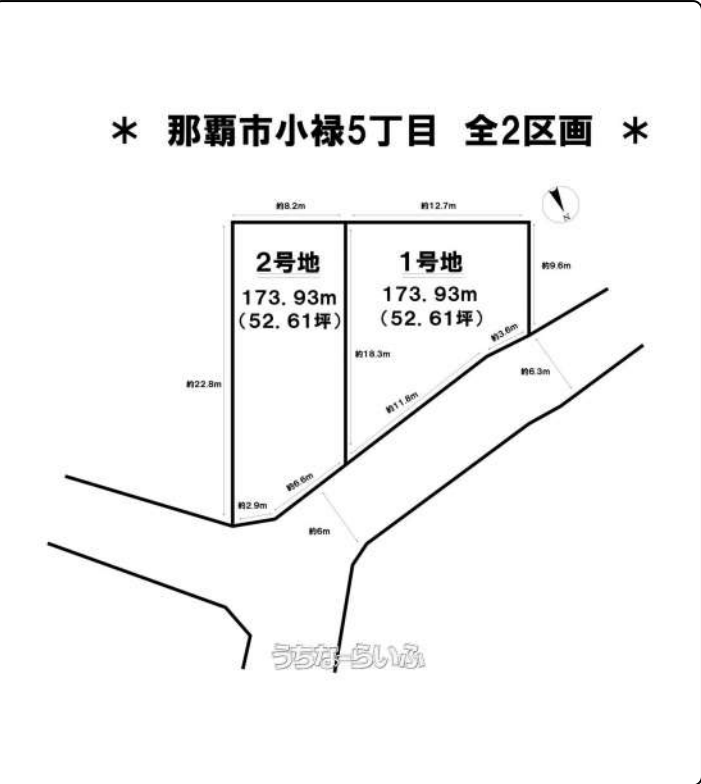 ＊ 那覇市小禄5丁目 全2区画 ＊
約8.2m
約12.7m
N
2号地
173.93m
(52.61坪)
1号地
173.93m
(52.61坪)
約9.6m
約3.6m
約18.3m
約6.3m
約22.8m
約11.8m
約6.6m
約2.9m
約6m
うちなーらいふ